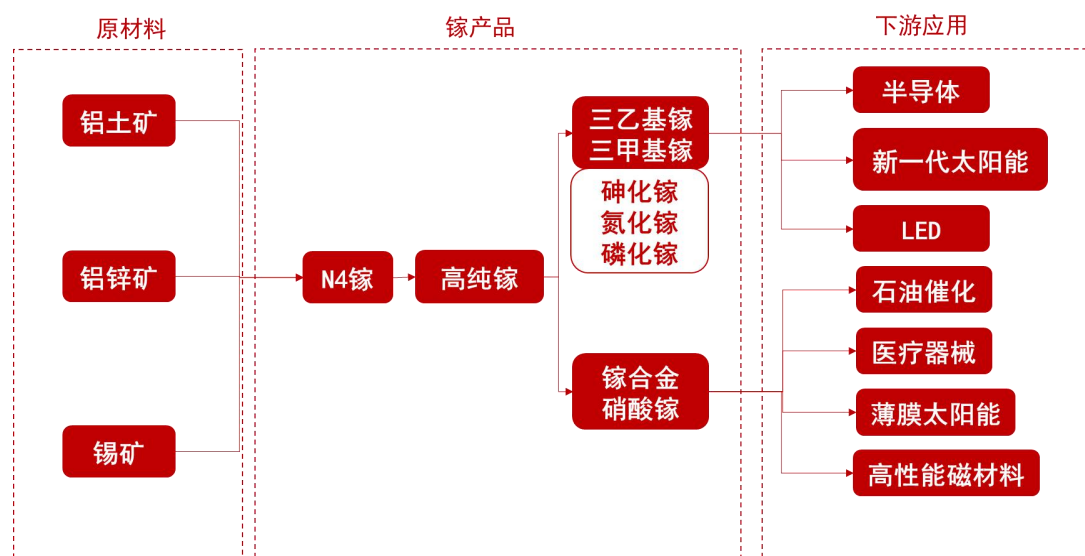 原材料
镓产品
下游应用
铝土矿
铝锌矿
锡矿
N4镓
高纯镓
三乙基镓
三甲基镓
砷化镓
氮化镓
磷化镓
镓合金
硝酸镓
半导体
新一代太阳能
LED
石油催化
医疗器械
薄膜太阳能
高性能磁材料